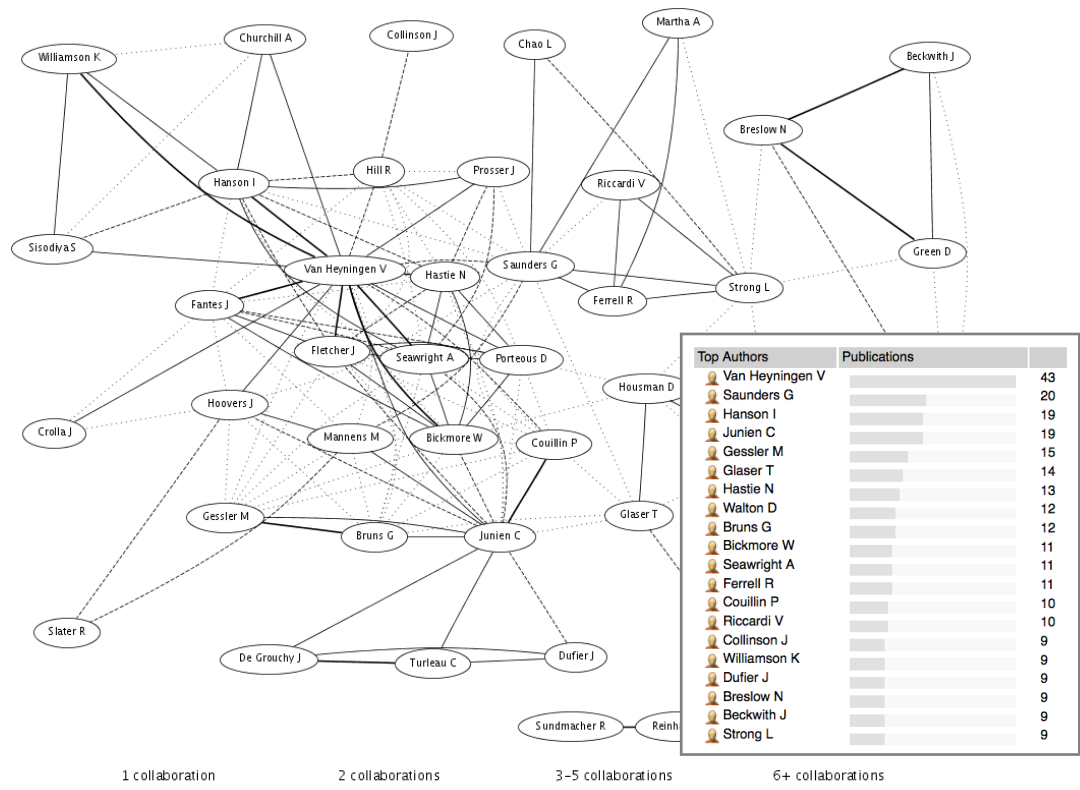 Martha A
Churchill A
Collinson J
Chao L
Williamson K
Beckwith J
Breslow N
Hill R
Prosser J
Hanson I
Riccardi V
Sisodiya S
Green D
Van Heyningen V
Hastie N
Saunders G
Strong L
Fantes J
Ferrell R
Fletcher J
Seawright A
Porteous D
Housman D
Hoovers J
Crolla J
Mannens M
Bickmore W
Couillin P
Gessler M
Bruns G
Junien C
Glaser T
Slater R
De Grouchy J
Turleau C
Dufier J
Sundmacher R
Top Authors Publications
Van Heyningen V 43
Saunders G 20
Hanson I 19
Junien C 19
Gessler M 15
Glaser T 14
Hastie N 13
Walton D 12
Bruns G 12
Bickmore W 11
Seawright A 11
Ferrell R 11
Couillin P 10
Riccardi V 10
Collinson J 9
Williamson K 9
Dufier J 9
Breslow N 9
Beckwith J 9
Strong L 9
1 collaboration 2 collaborations 3-5 collaborations 6+ collaborations